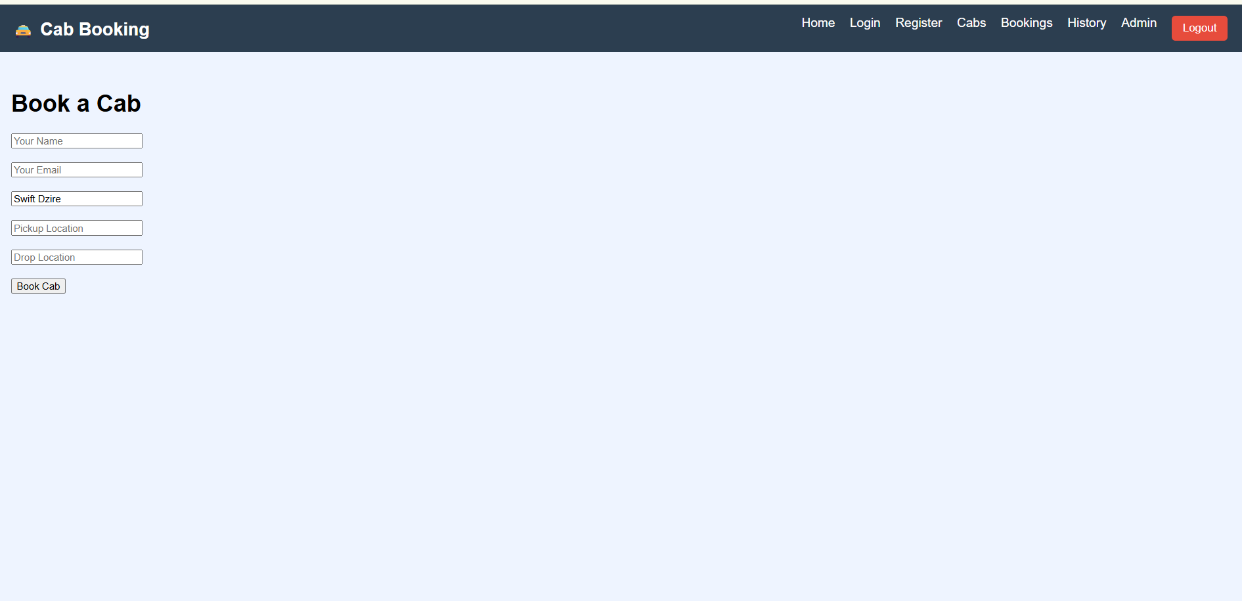 Cab Booking
Home Login Register Cabs Bookings History Admin Logout
Book a Cab
Your Name
Your Email
Swift Dzire
Pickup Location
Drop Location
Book Cab